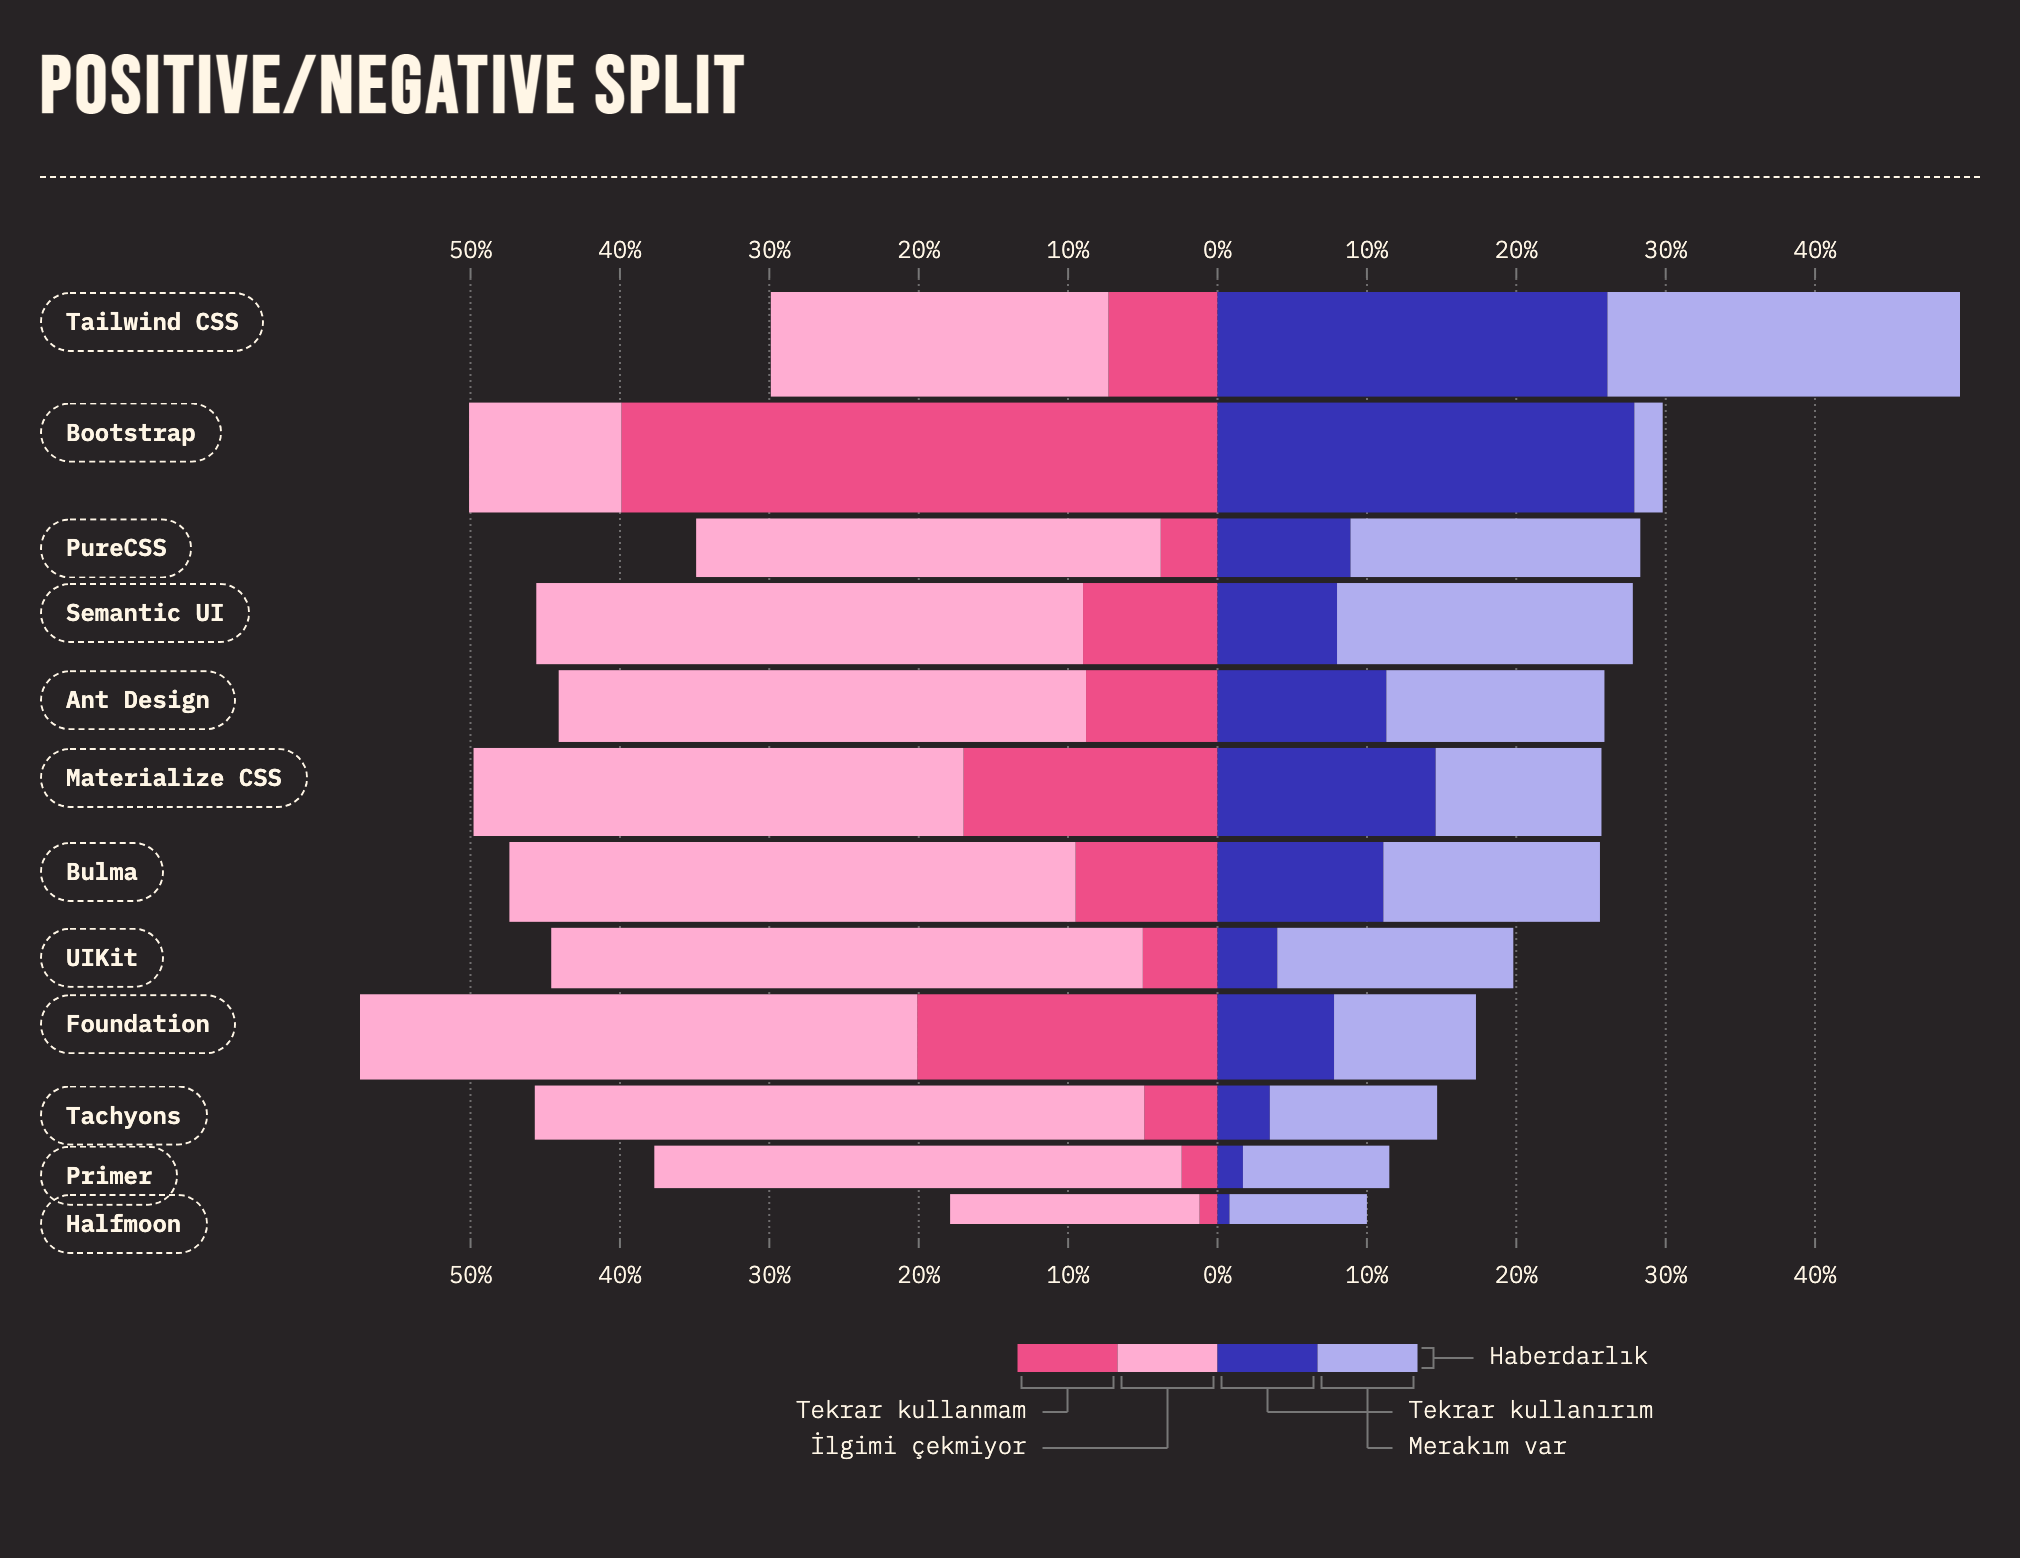 POSITIVE/NEGATIVE SPLIT
50% 40% 30% 20% 10% 0% 10% 20% 30% 40%
Tailwind CSS
Bootstrap
PureCSS
Semantic UI
Ant Design
Materialize CSS
Bulma
UIKit
Foundation
Tachyons
Primer
Halfmoon
50% 40% 30% 20% 10% 0% 10% 20% 30% 40%
Haberdarlık
Tekrar kullanmam
Tekrar kullanırım
İlgimi çekmiyor
Merakım var